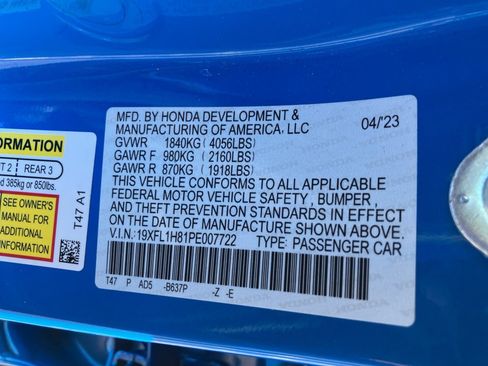 FORMATION
T 2 REAR 3
d 385kg or 850lbs.
SEE OWNER'S
MANUAL FOR
ADDITIONAL
INFORMATION
T47 A1
MFD. BY HONDA DEVELOPMENT & 04/'23
MANUFACTURING OF AMERICA, LLC
GVWR 1840KG ( 4056LBS)
GAWR F 980KG ( 2160LBS)
GAWR R 870KG ( 1918LBS)
THIS VEHICLE CONFORMS TO ALL APPLICABLE
FEDERAL MOTOR VEHICLE SAFETY , BUMPER ,
AND THEFT PREVENTION STANDARDS IN EFFECT
ON THE DATE OF MANUFACTURE SHOWN ABOVE.
V.I.N.: 19XFL1H81PE007722 TYPE: PASSENGER CAR
T47 P AD5 -B637P -Z -E